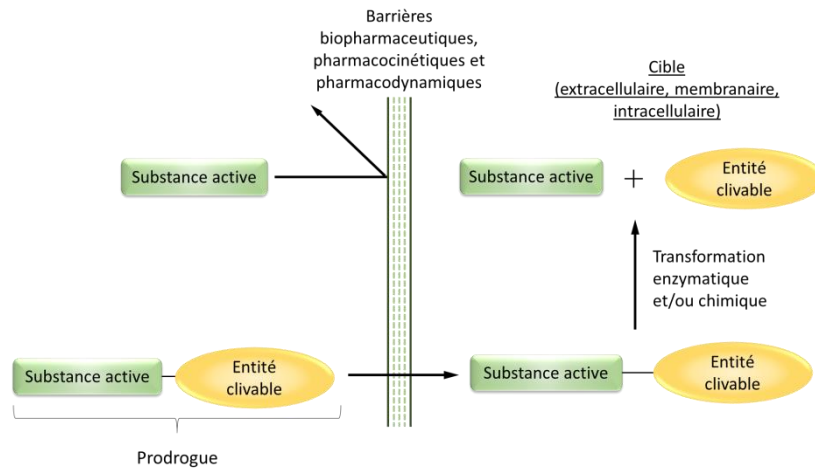 Barrières
biopharmaceutiques,
pharmacocinétiques et
pharmacodynamiques
Cible
(extracellulaire, membranaire,
intracellulaire)
Substance active
Substance active
+
Entité
clivable
Transformation
enzymatique
et/ou chimique
Substance active
Entité
clivable
Substance active
Entité
clivable
Prodrogue